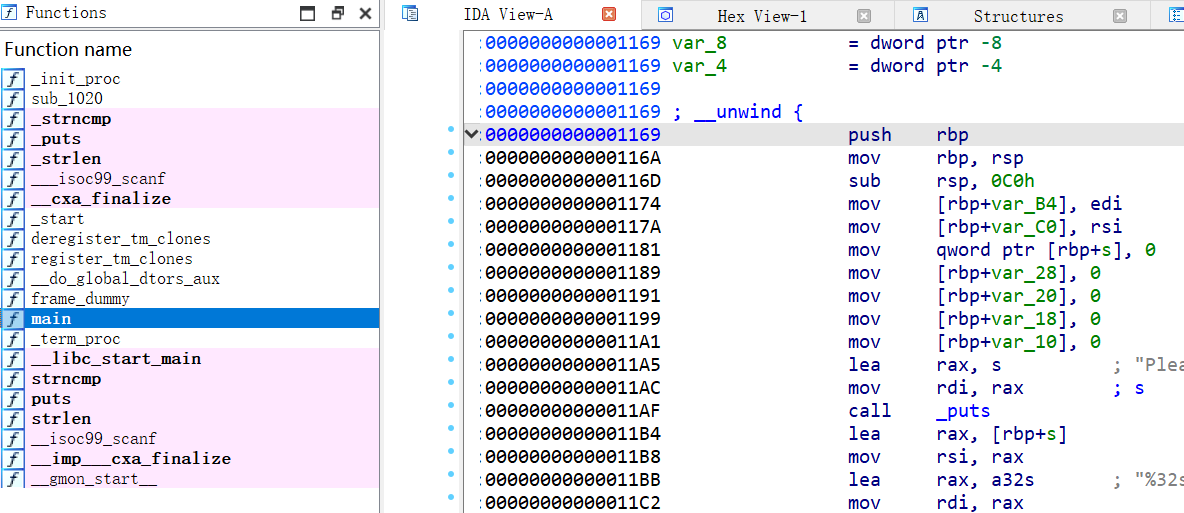 Functions
IDA View-A
Hex View-1
Structures
Function name
_init_proc
sub_1020
_strncmp
_puts
_strlen
___isoc99_scanf
__cxa_finalize
_start
deregister_tm_clones
register_tm_clones
__do_global_dtors_aux
frame_dummy
main
_term_proc
__libc_start_main
strncmp
puts
strlen
__isoc99_scanf
__imp___cxa_finalize
__gmon_start__
:0000000000001169 var_8 = dword ptr -8
:0000000000001169 var_4 = dword ptr -4
:0000000000001169
:0000000000001169 ; __unwind {
:0000000000001169 push rbp
:000000000000116A mov rbp, rsp
:000000000000116D sub rsp, 0C0h
:0000000000001174 mov [rbp+var_B4], edi
:000000000000117A mov [rbp+var_C0], rsi
:0000000000001181 mov qword ptr [rbp+s], 0
:0000000000001189 mov [rbp+var_28], 0
:0000000000001191 mov [rbp+var_20], 0
:0000000000001199 mov [rbp+var_18], 0
:00000000000011A1 mov [rbp+var_10], 0
:00000000000011A5 lea rax, s ; "Plea
:00000000000011AC mov rdi, rax ; s
:00000000000011AF call _puts
:00000000000011B4 lea rax, [rbp+s]
:00000000000011B8 mov rsi, rax
:00000000000011BB lea rax, a32s ; "%32s
:00000000000011C2 mov rdi, rax